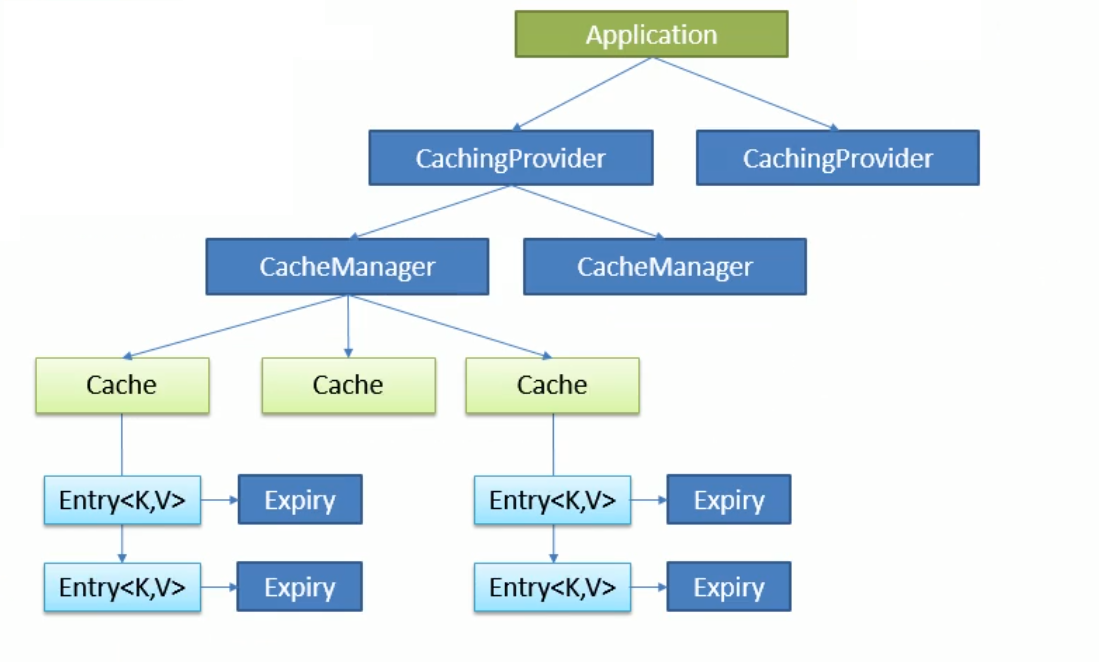 Application
CachingProvider
CachingProvider
CacheManager
CacheManager
Cache
Cache
Cache
Entry<K,V>
Expiry
Entry<K,V>
Expiry
Entry<K,V>
Expiry
Entry<K,V>
Expiry